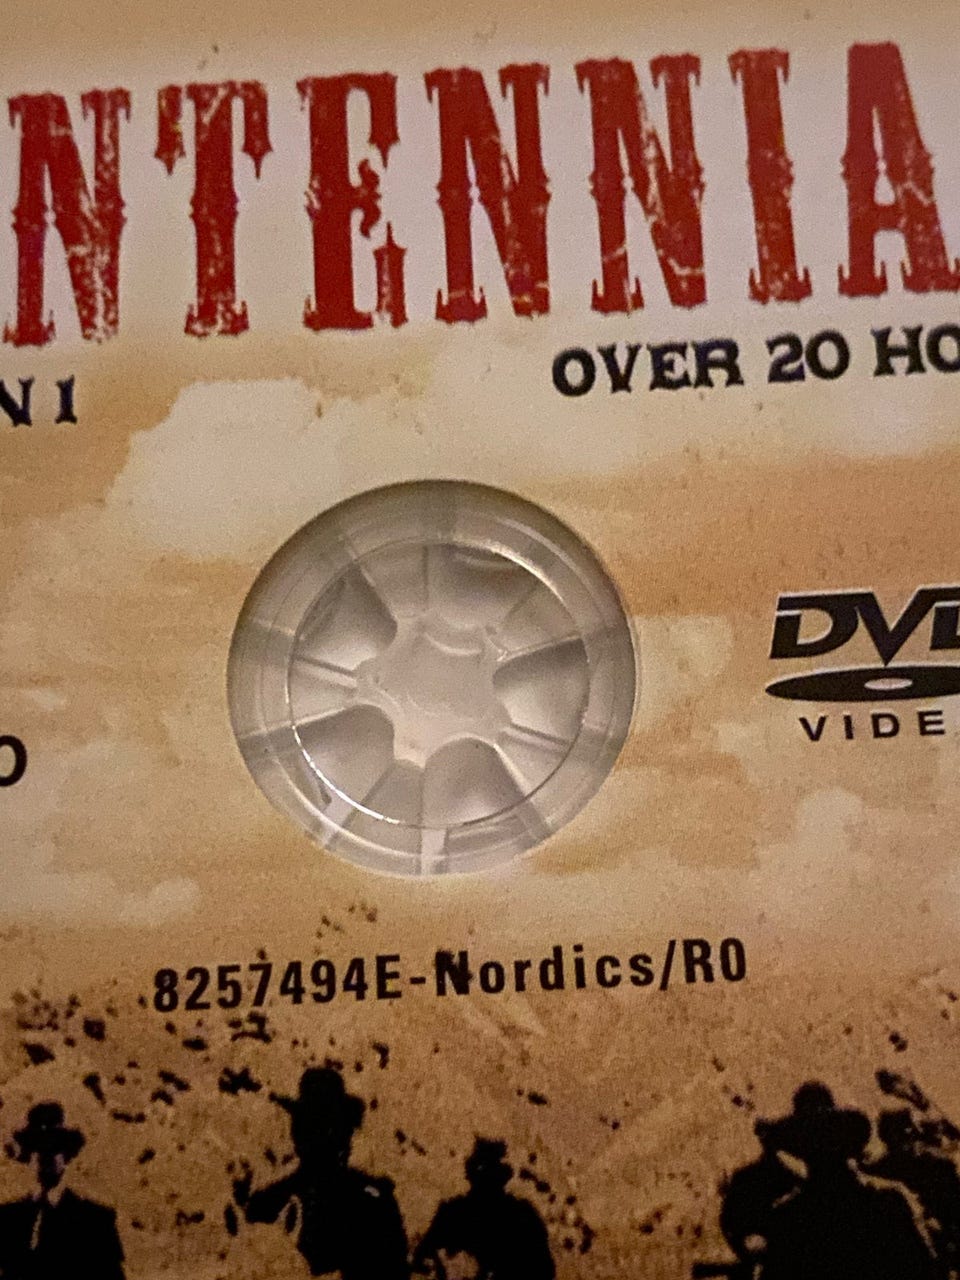 NTENNIA
OVER 20 HO
N 1
DVD
VIDE
O
8257494E-Nordics/R0